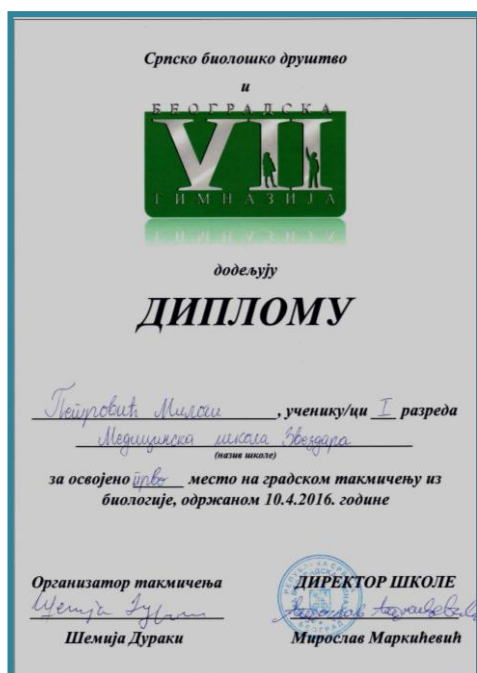 Српско биолошко друштво
и
БЕОГРАДСКА
VII
ГИМНАЗИЈА
додељују
ДИПЛОМУ
Петровић Милош, ученику/ци I разреда
Медицинска школа Звездара
(назив школе)
за освојено прво место на градском такмичењу из
биологије, одржаном 10.4.2016. године
Организатор такмичења ДИРЕКТОР ШКОЛЕ
Шемија Дураки Мирослав Маркићевић